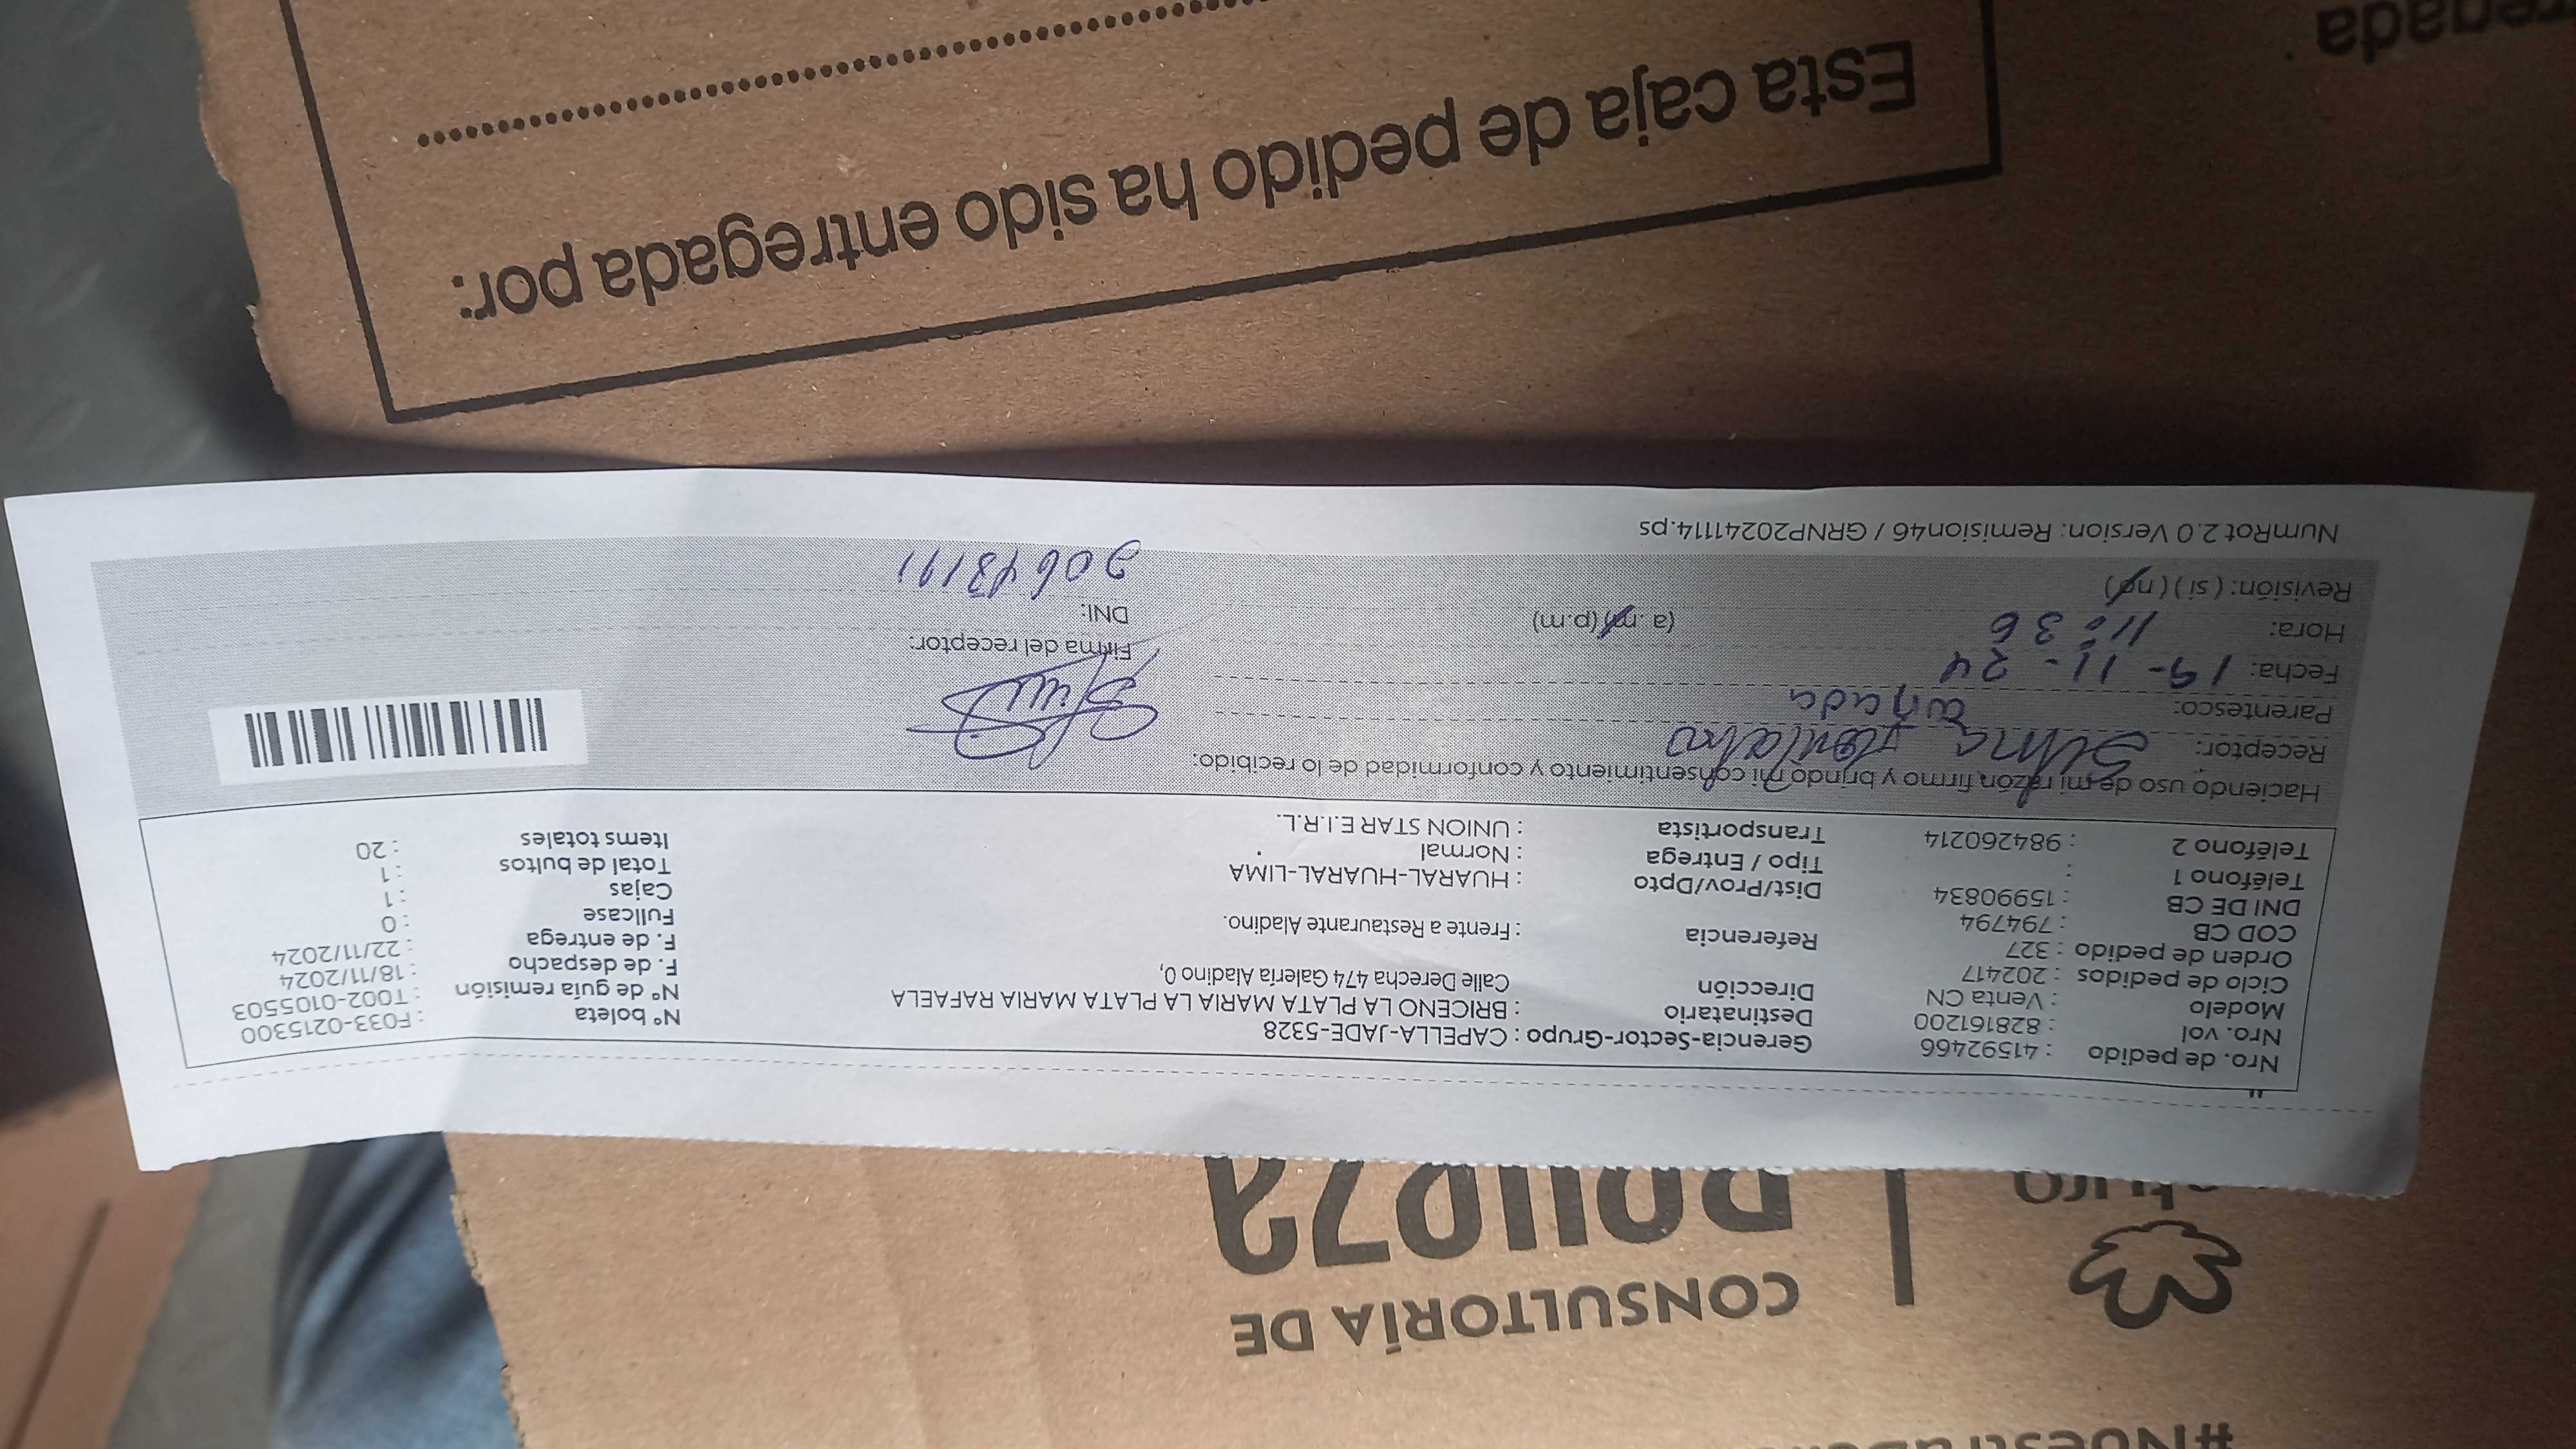 #Nuestra
CONSULTORÍA DE
Belleza
Nro. de pedido : 41592466
Nro. vol : 828161200
Modelo : Venta CN
Ciclo de pedidos : 202417
Orden de pedido : 327
COD CB : 794794
DNI DE CB : 15990834
Teléfono 1 :
Teléfono 2 : 984260214
Gerencia-Sector-Grupo : CAPELLA-JADE-5328
Destinatario : BRICENO LA PLATA MARIA LA PLATA MARIA RAFAELA
Dirección Calle Derecha 474 Galería Aladino 0,
Referencia : Frente a Restaurante Aladino.
Dist/Prov/Dpto : HUARAL-HUARAL-LIMA
Tipo / Entrega : Normal
Transportista : UNION STAR E.I.R.L.
N° boleta : F033-0215300
N° de guía remisión : T002-0105503
F. de despacho : 18/11/2024
F. de entrega : 22/11/2024
Fullcase : 0
Cajas : 1
Total de bultos : 1
Items totales : 20
Haciendo uso de mi razón firmo y brindo mi consentimiento y conformidad de lo recibido:
Receptor:
Parentesco: cuñada
Fecha: 19-11-24
Hora: 11:36 (a.m) (p.m)
Revisión: (si) (no)
Firma del receptor:
DNI:
NumRot 2.0 Version: Remision46 / GRNP20241114.ps
Esta caja de pedido ha sido entregada por: